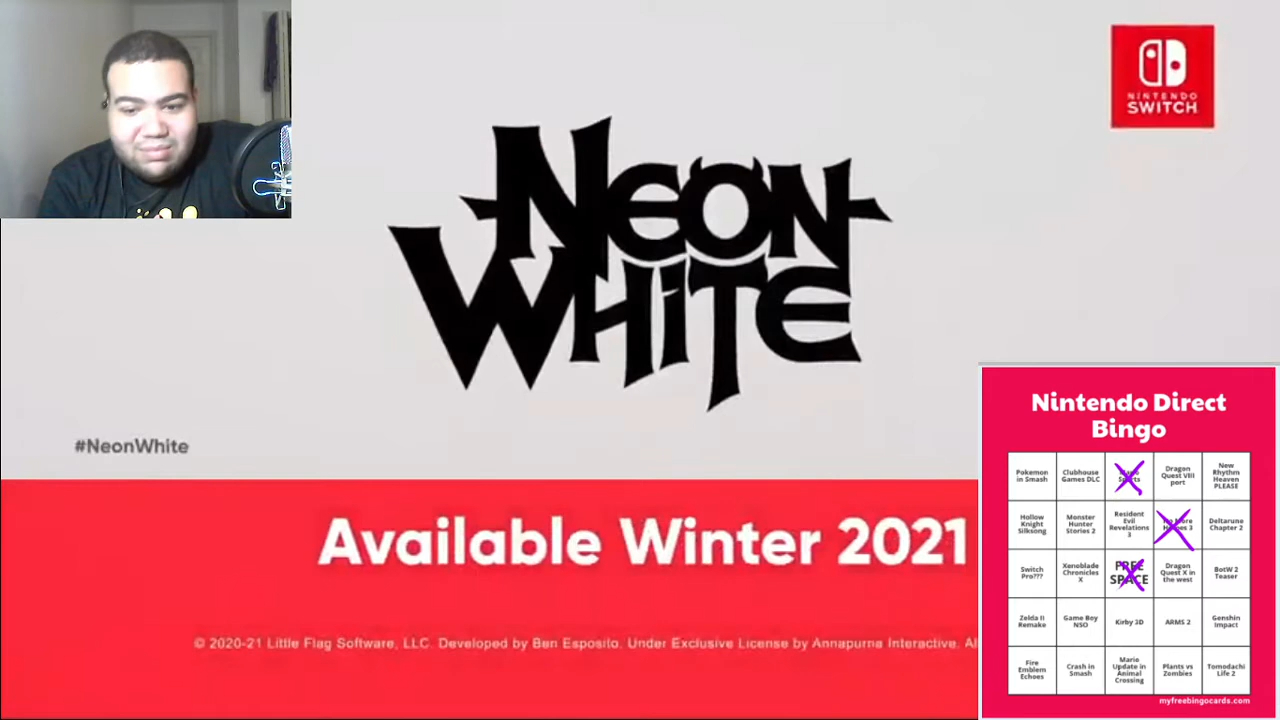 NINTENDO
SWITCH
NEON
WHITE
#NeonWhite
Available Winter 2021
© 2020-21 Little Flag Software, LLC. Developed by Ben Esposito. Under Exclusive License by Annapurna Interactive.
Nintendo Direct
Bingo
Pokemon
in Smash
Clubhouse
Games DLC
Dragon
Quest VIII
port
New
Rhythm
Heaven
PLEASE
Hollow
Knight
Silksong
Monster
Hunter
Stories 2
Resident
Evil
Revelations
3
Deltarune
Chapter 2
Switch
Pro???
Xenoblade
Chronicles
X
FREE
SPACE
Dragon
Quest X in
the west
BotW 2
Teaser
Zelda II
Remake
Game Boy
NSO
Kirby 3D
ARMS 2
Genshin
Impact
Fire
Emblem
Echoes
Crash in
Smash
Mario
Update in
Animal
Crossing
Plants vs
Zombies
Tomodachi
Life 2
myfreebingocards.com